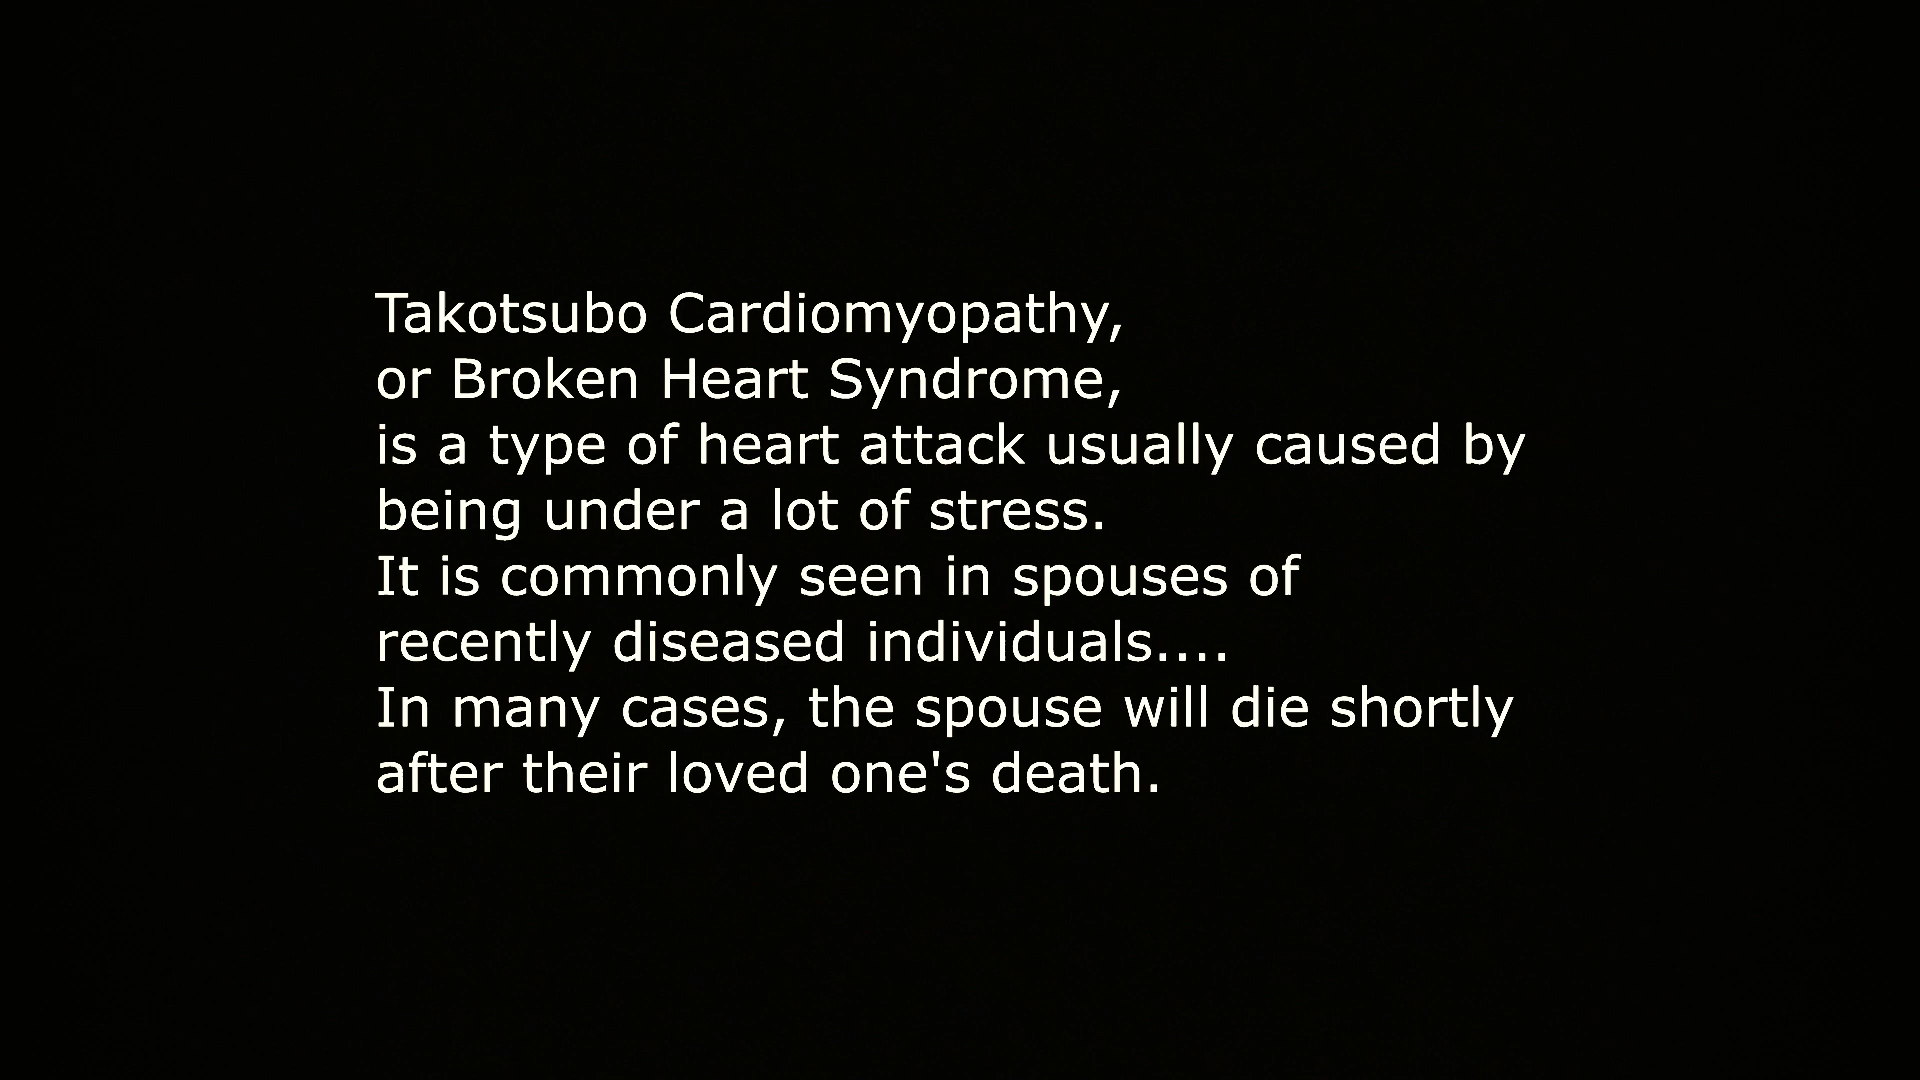 Takotsubo Cardiomyopathy,
or Broken Heart Syndrome,
is a type of heart attack usually caused by
being under a lot of stress.
It is commonly seen in spouses of
recently diseased individuals....
In many cases, the spouse will die shortly
after their loved one's death.